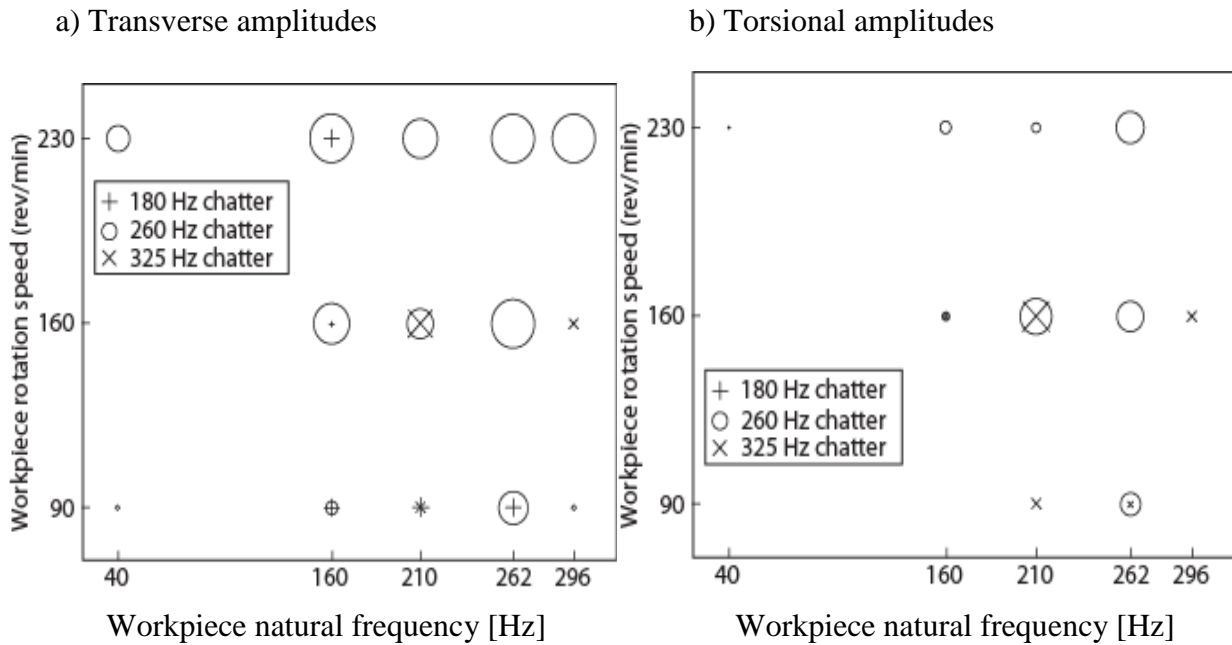 a) Transverse amplitudes
Workpiece rotation speed (rev/min)
230
160
90
+ 180 Hz chatter
○ 260 Hz chatter
× 325 Hz chatter
40 160 210 262 296
Workpiece natural frequency [Hz]
b) Torsional amplitudes
Workpiece rotation speed (rev/min)
230
160
90
+ 180 Hz chatter
○ 260 Hz chatter
× 325 Hz chatter
40 160 210 262 296
Workpiece natural frequency [Hz]